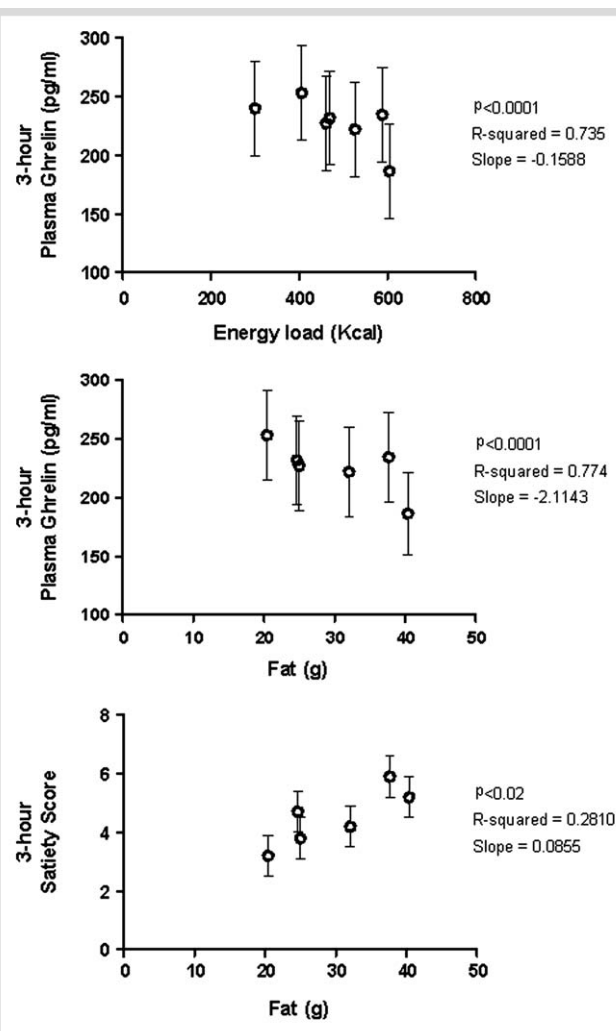 3-hour
Plasma Ghrelin (pg/ml)
300
250
200
150
100
0
200
400
600
800
Energy load (Kcal)
P<0.0001
R-squared = 0.735
Slope = -0.1588
3-hour
Plasma Ghrelin (pg/ml)
300
250
200
150
100
0
10
20
30
40
50
Fat (g)
P<0.0001
R-squared = 0.774
Slope = -2.1143
3-hour
Satiety Score
8
6
4
2
0
0
10
20
30
40
50
Fat (g)
P<0.02
R-squared = 0.2810
Slope = 0.0855